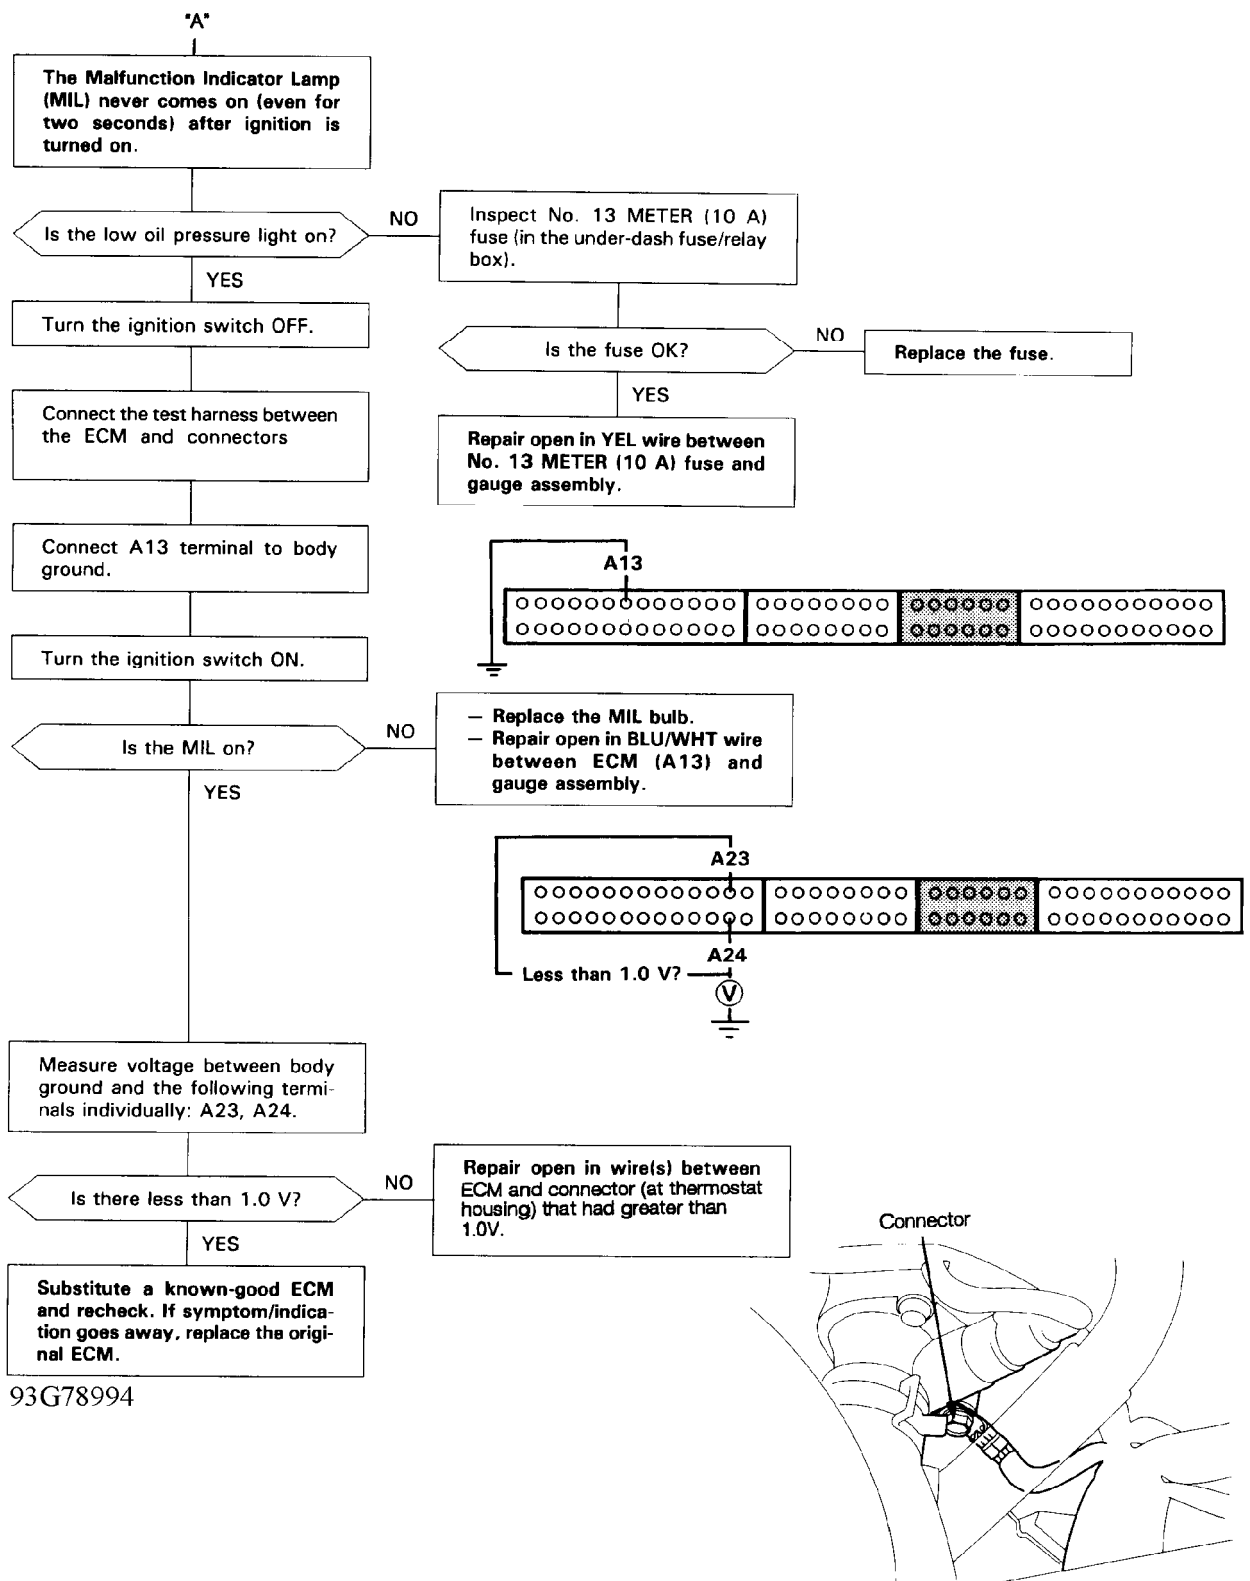 "A"
The Malfunction Indicator Lamp
(MIL) never comes on (even for
two seconds) after ignition is
turned on.
Is the low oil pressure light on?
NO
Inspect No. 13 METER (10 A)
fuse (in the under-dash fuse/relay
box).
YES
Turn the ignition switch OFF.
Is the fuse OK?
NO
Replace the fuse.
YES
Connect the test harness between
the ECM and connectors
Repair open in YEL wire between
No. 13 METER (10 A) fuse and
gauge assembly.
Connect A13 terminal to body
ground.
A13
Turn the ignition switch ON.
Is the MIL on?
NO
— Replace the MIL bulb.
— Repair open in BLU/WHT wire
between ECM (A13) and
gauge assembly.
YES
A23
A24
Less than 1.0 V?
V
Measure voltage between body
ground and the following termi-
nals individually: A23, A24.
Is there less than 1.0 V?
NO
Repair open in wire(s) between
ECM and connector (at thermostat
housing) that had greater than
1.0V.
YES
Substitute a known-good ECM
and recheck. If symptom/indica-
tion goes away, replace the origi-
nal ECM.
Connector
93G78994